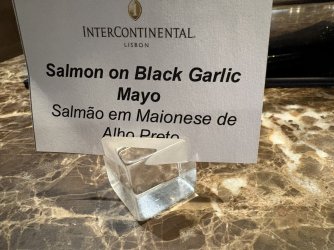 INTERCONTINENTAL
LISBON
Salmon on Black Garlic
Mayo
Salmão em Maionese de
Alho Preto